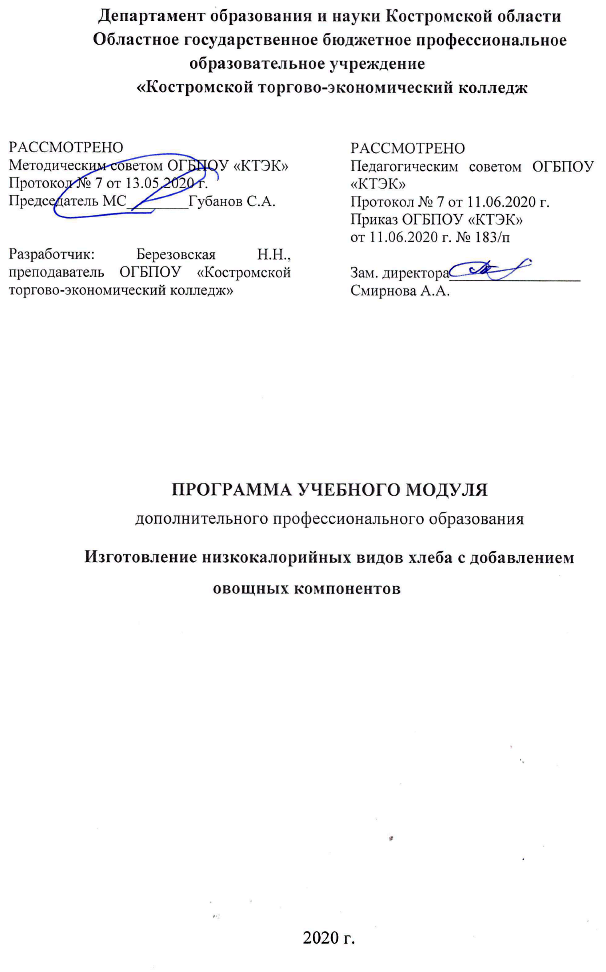 Департамент образования и науки Костромской области
Областное государственное бюджетное профессиональное
образовательное учреждение
«Костромской торгово-экономический колледж
РАССМОТРЕНО
Методическим советом ОГБПОУ «КТЭК»
Протокол № 7 от 13.05.2020 г.
Председатель МС________Губанов С.А.
Разработчик: Березовская Н.Н.,
преподаватель ОГБПОУ «Костромской
торгово-экономический колледж»
РАССМОТРЕНО
Педагогическим советом ОГБПОУ
«КТЭК»
Протокол № 7 от 11.06.2020 г.
Приказ ОГБПОУ «КТЭК»
от 11.06.2020 г. № 183/п
Зам. директора_________________
Смирнова А.А.
ПРОГРАММА УЧЕБНОГО МОДУЛЯ
дополнительного профессионального образования
Изготовление низкокалорийных видов хлеба с добавлением
овощных компонентов
2020 г.